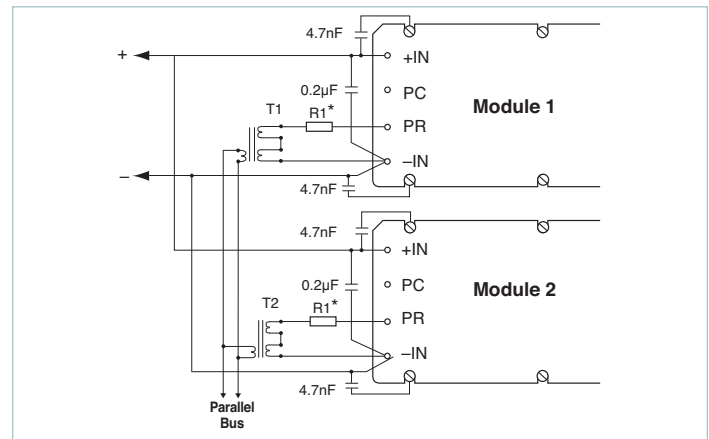 4.7nF
+
+IN
0.2µF
PC
Module 1
T1
R1*
PR
–IN
–
4.7nF
4.7nF
+IN
0.2µF
PC
Module 2
T2
R1*
PR
–IN
4.7nF
Parallel
Bus